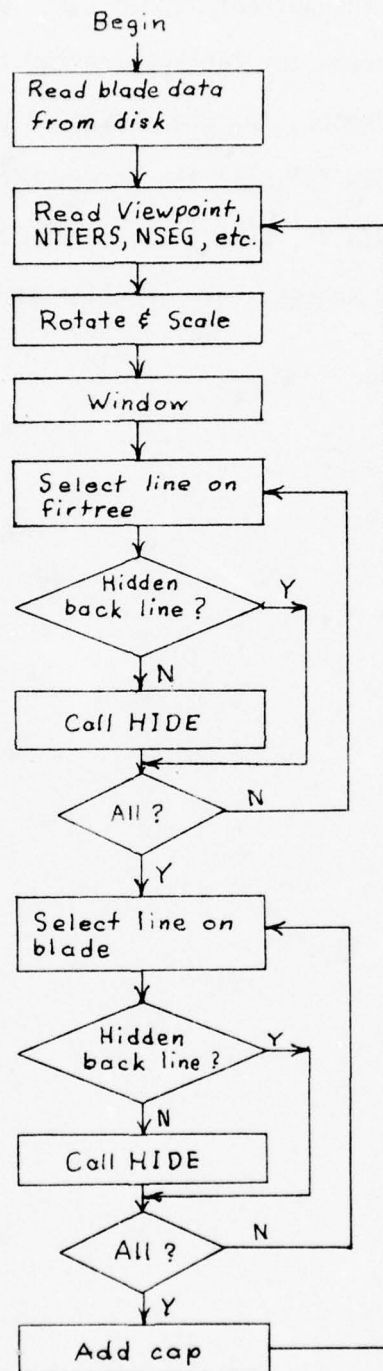 Begin
Read blade data
from disk
Read Viewpoint,
NTIERS, NSEG, etc.
Rotate & Scale
Window
Select line on
firtree
Hidden
back line?
Y
N
Call HIDE
All?
N
Y
Select line on
blade
Hidden
back line?
Y
N
Call HIDE
All?
N
Y
Add cap